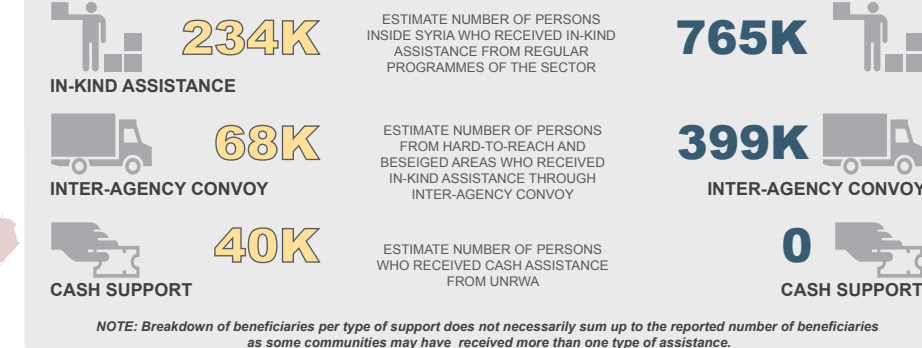 234K
ESTIMATE NUMBER OF PERSONS
INSIDE SYRIA WHO RECEIVED IN-KIND
ASSISTANCE FROM REGULAR
PROGRAMMES OF THE SECTOR
765K
IN-KIND ASSISTANCE
68K
ESTIMATE NUMBER OF PERSONS
FROM HARD-TO-REACH AND
BESEIGED AREAS WHO RECEIVED
IN-KIND ASSISTANCE THROUGH
INTER-AGENCY CONVOY
399K
INTER-AGENCY CONVOY
INTER-AGENCY CONVOY
40K
ESTIMATE NUMBER OF PERSONS
WHO RECEIVED CASH ASSISTANCE
FROM UNRWA
0
CASH SUPPORT
CASH SUPPORT
NOTE: Breakdown of beneficiaries per type of support does not necessarily sum up to the reported number of beneficiaries
as some communities may have received more than one type of assistance.